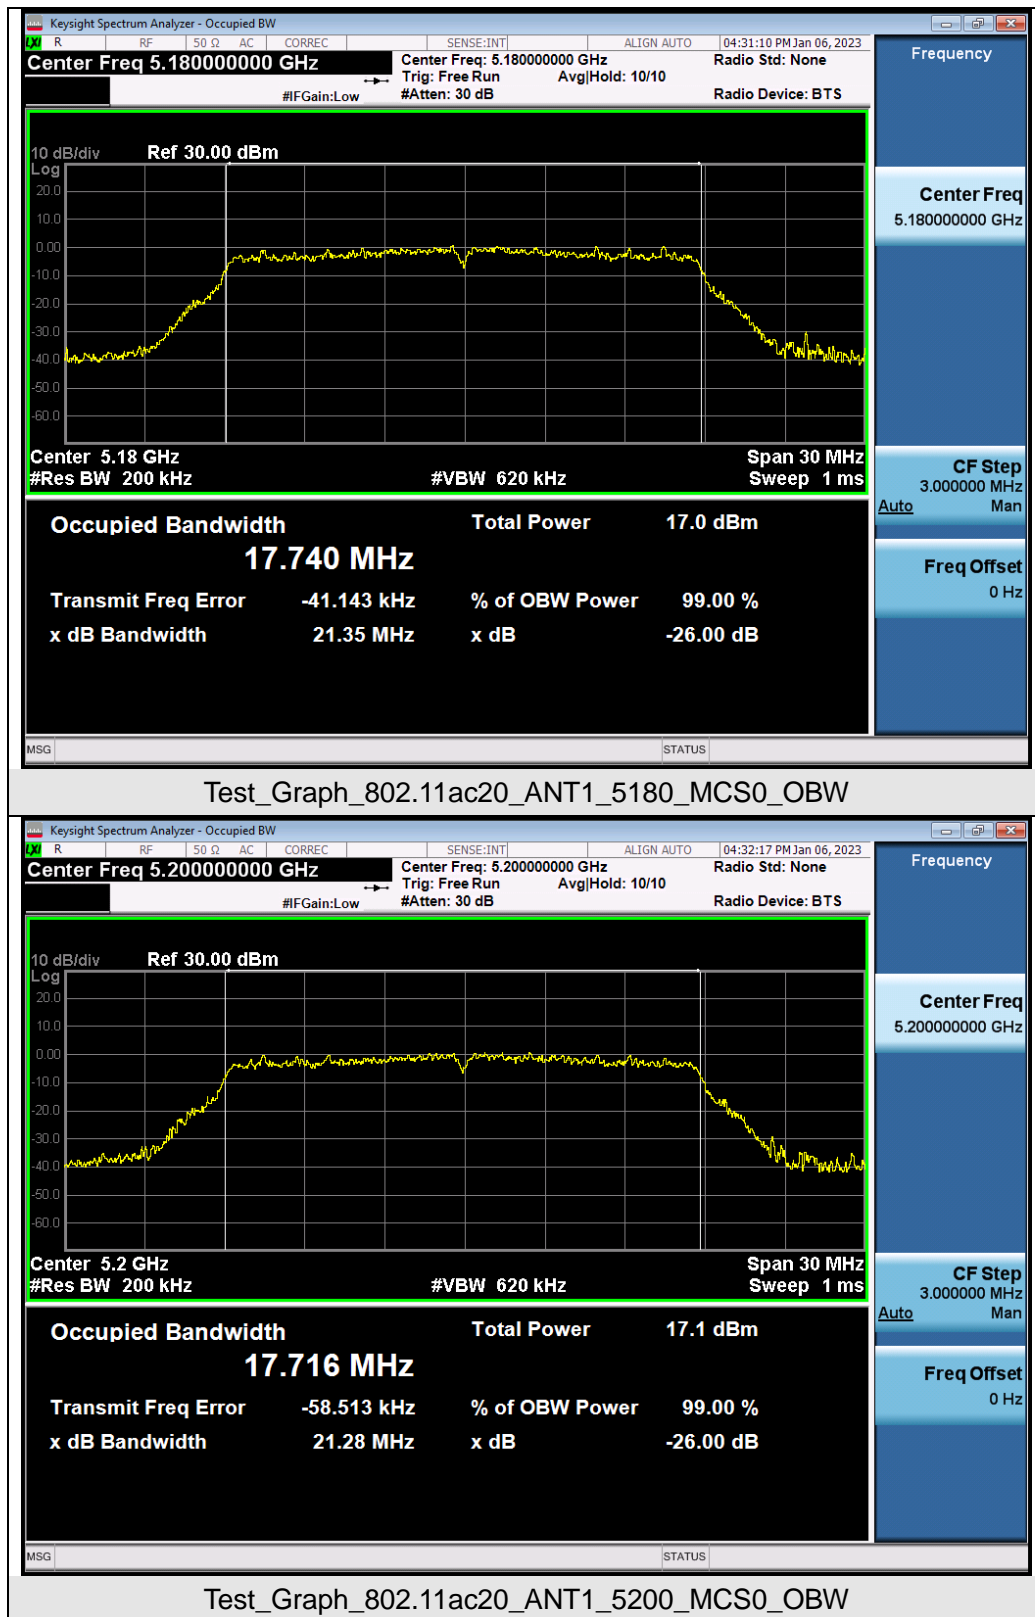 Keysight Spectrum Analyzer - Occupied BW
LXI R RF 50 Ω AC CORREC SENSE:INT ALIGN AUTO 04:31:10 PM Jan 06, 2023
Center Freq 5.180000000 GHz
Center Freq: 5.180000000 GHz Radio Std: None
Trig: Free Run Avg|Hold: 10/10
#IFGain:Low #Atten: 30 dB Radio Device: BTS
10 dB/div Ref 30.00 dBm
Log
20.0
10.0
0.00
-10.0
-20.0
-30.0
-40.0
-50.0
-60.0
Center 5.18 GHz Span 30 MHz
#Res BW 200 kHz #VBW 620 kHz Sweep 1 ms
Occupied Bandwidth Total Power 17.0 dBm
17.740 MHz
Transmit Freq Error -41.143 kHz % of OBW Power 99.00 %
x dB Bandwidth 21.35 MHz x dB -26.00 dB
MSG STATUS
Frequency
Center Freq
5.180000000 GHz
CF Step
3.000000 MHz
Auto Man
Freq Offset
0 Hz
Test_Graph_802.11ac20_ANT1_5180_MCS0_OBW
Keysight Spectrum Analyzer - Occupied BW
LXI R RF 50 Ω AC CORREC SENSE:INT ALIGN AUTO 04:32:17 PM Jan 06, 2023
Center Freq 5.200000000 GHz
Center Freq: 5.200000000 GHz Radio Std: None
Trig: Free Run Avg|Hold: 10/10
#IFGain:Low #Atten: 30 dB Radio Device: BTS
10 dB/div Ref 30.00 dBm
Log
20.0
10.0
0.00
-10.0
-20.0
-30.0
-40.0
-50.0
-60.0
Center 5.2 GHz Span 30 MHz
#Res BW 200 kHz #VBW 620 kHz Sweep 1 ms
Occupied Bandwidth Total Power 17.1 dBm
17.716 MHz
Transmit Freq Error -58.513 kHz % of OBW Power 99.00 %
x dB Bandwidth 21.28 MHz x dB -26.00 dB
MSG STATUS
Frequency
Center Freq
5.200000000 GHz
CF Step
3.000000 MHz
Auto Man
Freq Offset
0 Hz
Test_Graph_802.11ac20_ANT1_5200_MCS0_OBW